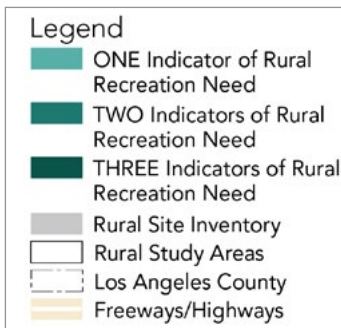 Legend
ONE Indicator of Rural
Recreation Need
TWO Indicators of Rural
Recreation Need
THREE Indicators of Rural
Recreation Need
Rural Site Inventory
Rural Study Areas
Los Angeles County
Freeways/Highways